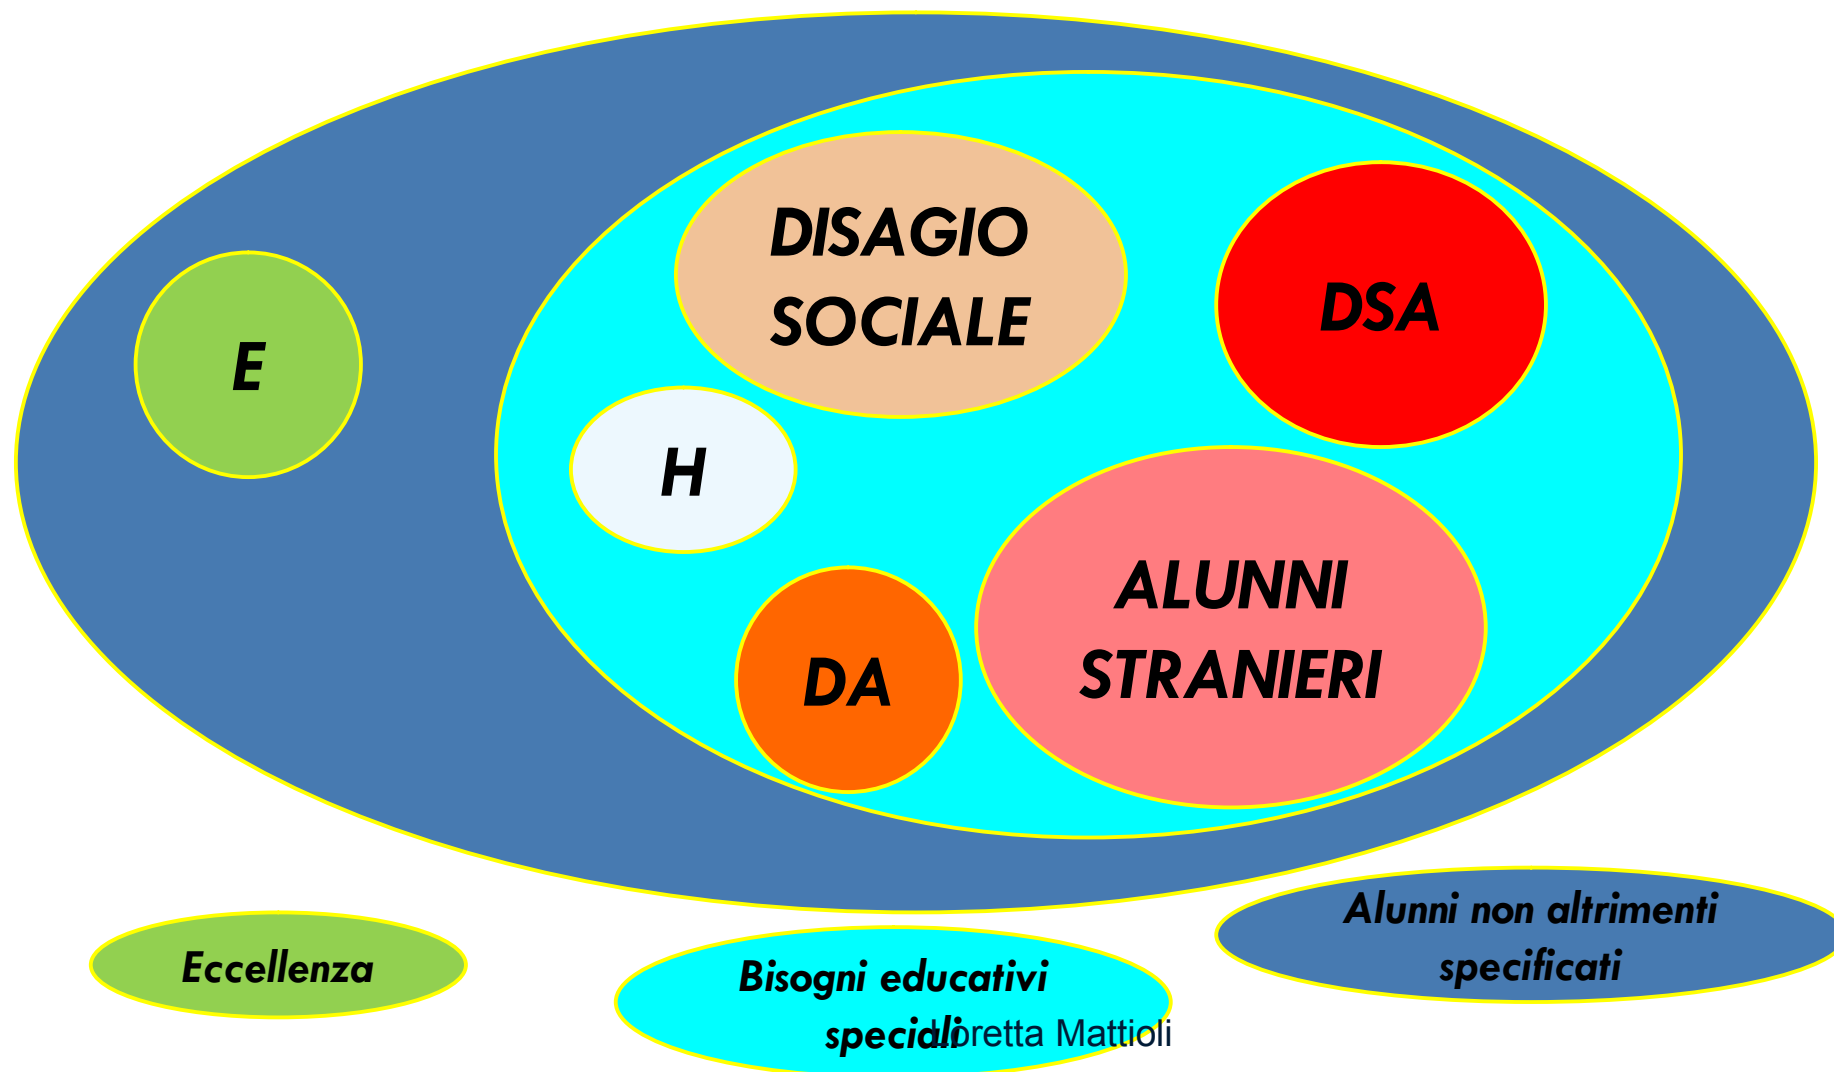 DISAGIO
SOCIALE
DSA
E
H
ALUNNI
STRANIERI
DA
Alunni non altrimenti
specificati
Eccellenza
Bisogni educativi
speciali
Loretta Mattioli